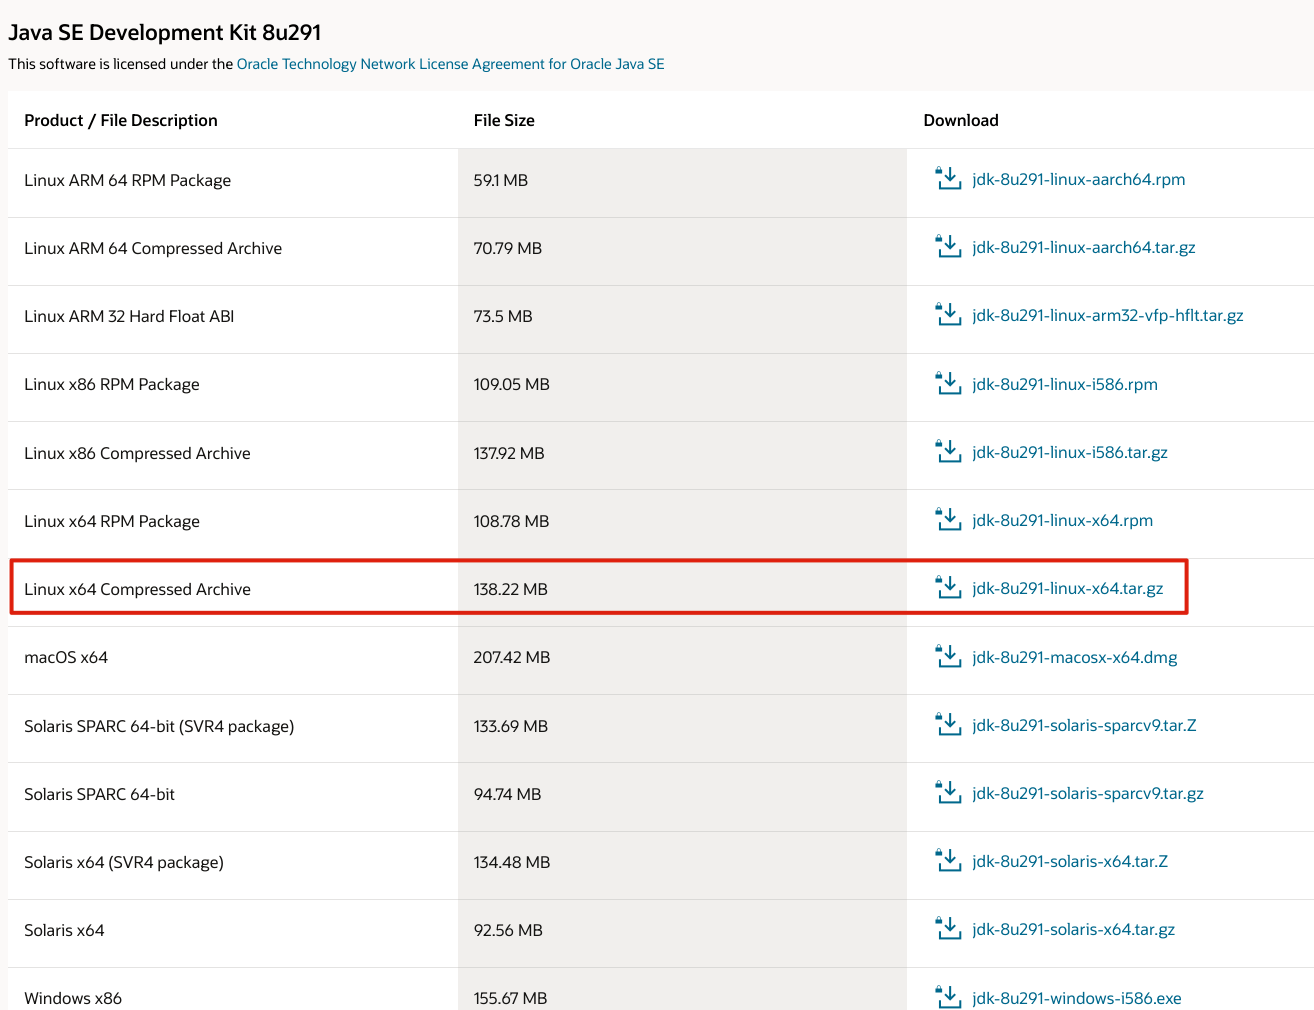 Java SE Development Kit 8u291
This software is licensed under the Oracle Technology Network License Agreement for Oracle Java SE
Product / File Description File Size Download
Linux ARM 64 RPM Package 59.1 MB jdk-8u291-linux-aarch64.rpm
Linux ARM 64 Compressed Archive 70.79 MB jdk-8u291-linux-aarch64.tar.gz
Linux ARM 32 Hard Float ABI 73.5 MB jdk-8u291-linux-arm32-vfp-hflt.tar.gz
Linux x86 RPM Package 109.05 MB jdk-8u291-linux-i586.rpm
Linux x86 Compressed Archive 137.92 MB jdk-8u291-linux-i586.tar.gz
Linux x64 RPM Package 108.78 MB jdk-8u291-linux-x64.rpm
Linux x64 Compressed Archive 138.22 MB jdk-8u291-linux-x64.tar.gz
macOS x64 207.42 MB jdk-8u291-macosx-x64.dmg
Solaris SPARC 64-bit (SVR4 package) 133.69 MB jdk-8u291-solaris-sparcv9.tar.Z
Solaris SPARC 64-bit 94.74 MB jdk-8u291-solaris-sparcv9.tar.gz
Solaris x64 (SVR4 package) 134.48 MB jdk-8u291-solaris-x64.tar.Z
Solaris x64 92.56 MB jdk-8u291-solaris-x64.tar.gz
Windows x86 155.67 MB jdk-8u291-windows-i586.exe